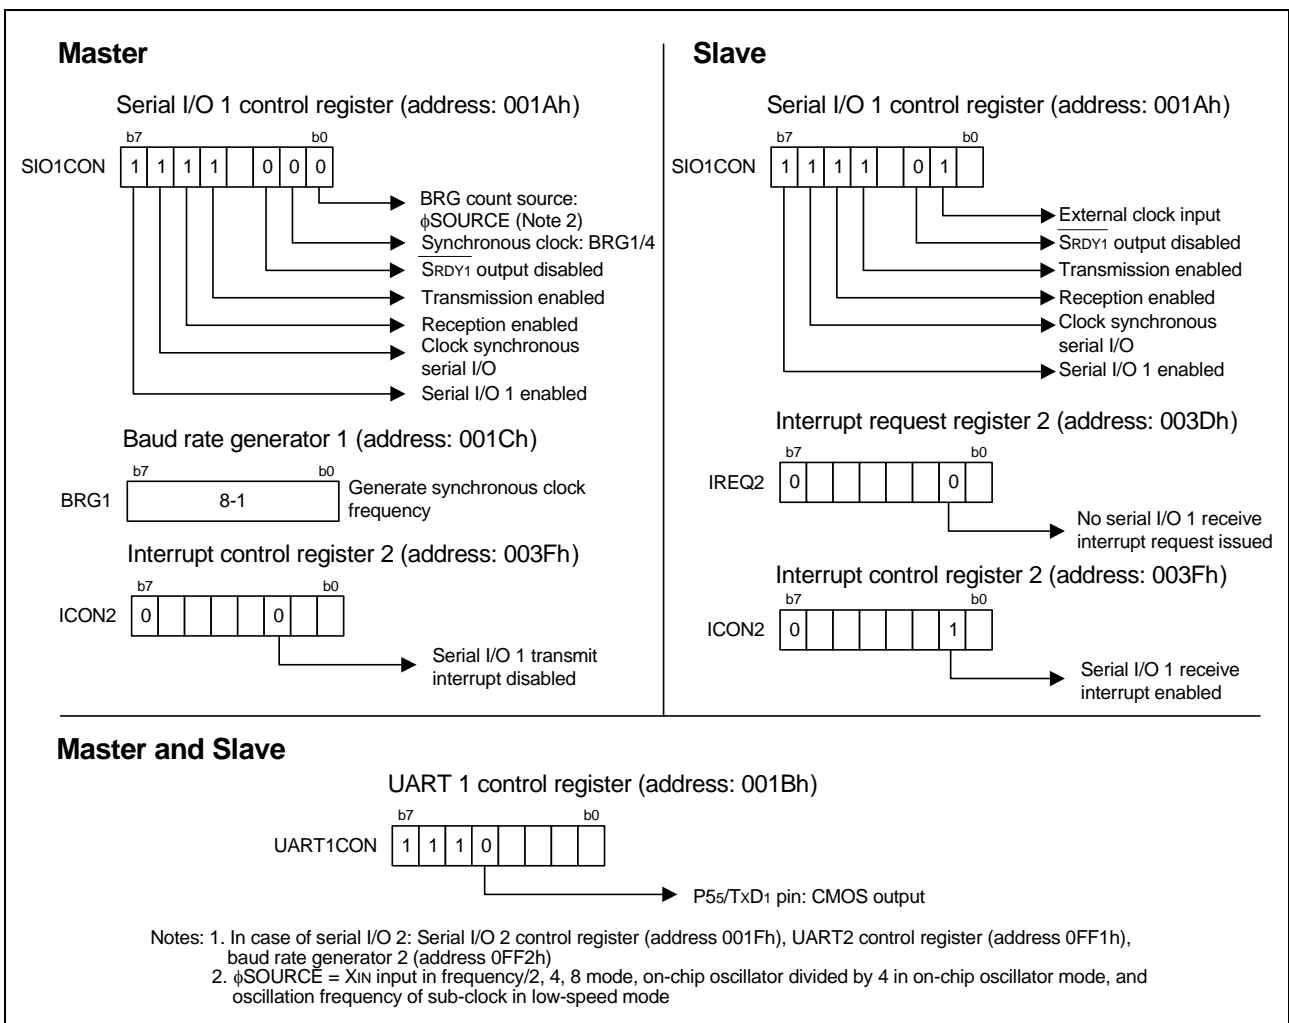 Master
Serial I/O 1 control register (address: 001Ah)
b7 b0
SIO1CON 1 1 1 1 0 0 0
BRG count source:
ϕSOURCE (Note 2)
Synchronous clock: BRG1/4
SRDY1 output disabled
Transmission enabled
Reception enabled
Clock synchronous
serial I/O
Serial I/O 1 enabled
Baud rate generator 1 (address: 001Ch)
b7 b0
BRG1 8-1
Generate synchronous clock
frequency
Interrupt control register 2 (address: 003Fh)
b7 b0
ICON2 0 0
Serial I/O 1 transmit
interrupt disabled
Slave
Serial I/O 1 control register (address: 001Ah)
b7 b0
SIO1CON 1 1 1 1 0 1
External clock input
SRDY1 output disabled
Transmission enabled
Reception enabled
Clock synchronous
serial I/O
Serial I/O 1 enabled
Interrupt request register 2 (address: 003Dh)
b7 b0
IREQ2 0 0
No serial I/O 1 receive
interrupt request issued
Interrupt control register 2 (address: 003Fh)
b7 b0
ICON2 0 1
Serial I/O 1 receive
interrupt enabled
Master and Slave
UART 1 control register (address: 001Bh)
b7 b0
UART1CON 1 1 1 0
P55/TxD1 pin: CMOS output
Notes: 1. In case of serial I/O 2: Serial I/O 2 control register (address 001Fh), UART2 control register (address 0FF1h),
baud rate generator 2 (address 0FF2h)
2. ϕSOURCE = XIN input in frequency/2, 4, 8 mode, on-chip oscillator divided by 4 in on-chip oscillator mode, and
oscillation frequency of sub-clock in low-speed mode